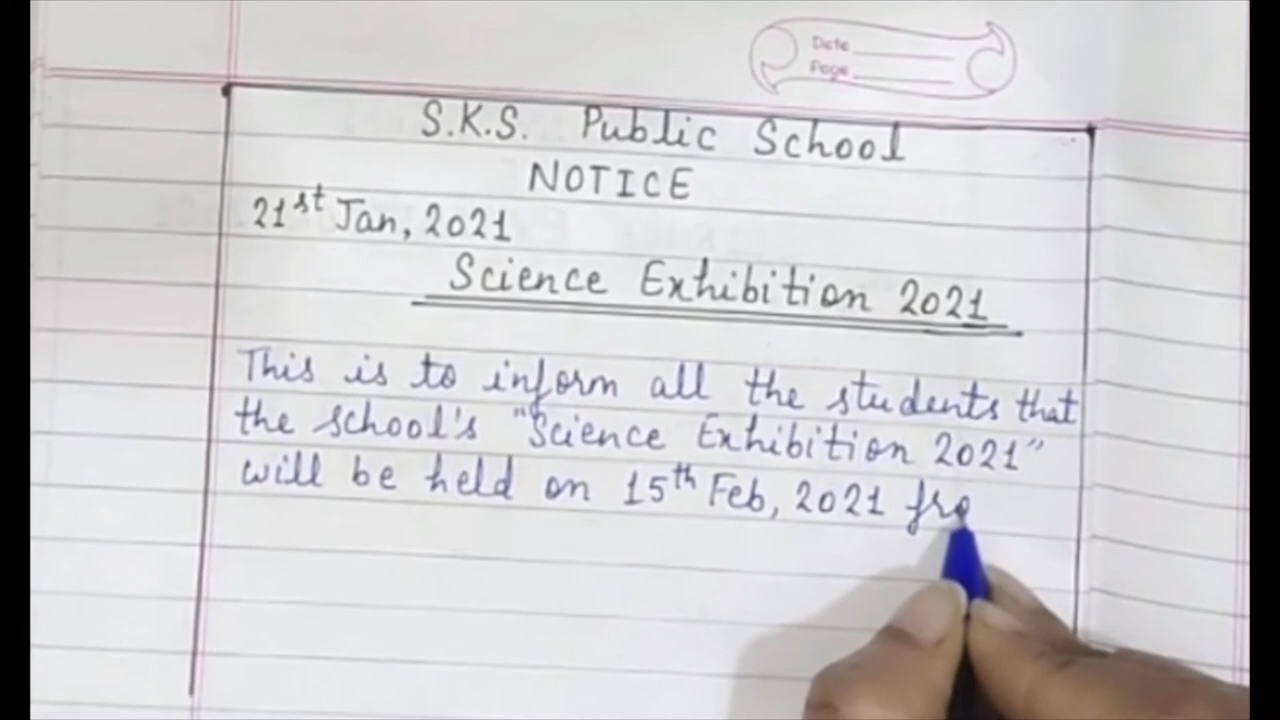 Date
Page
S.K.S. Public School
NOTICE
21st Jan, 2021
Science Exhibition 2021
This is to inform all the students that
the school's "Science Exhibition 2021"
will be held on 15th Feb, 2021 fro